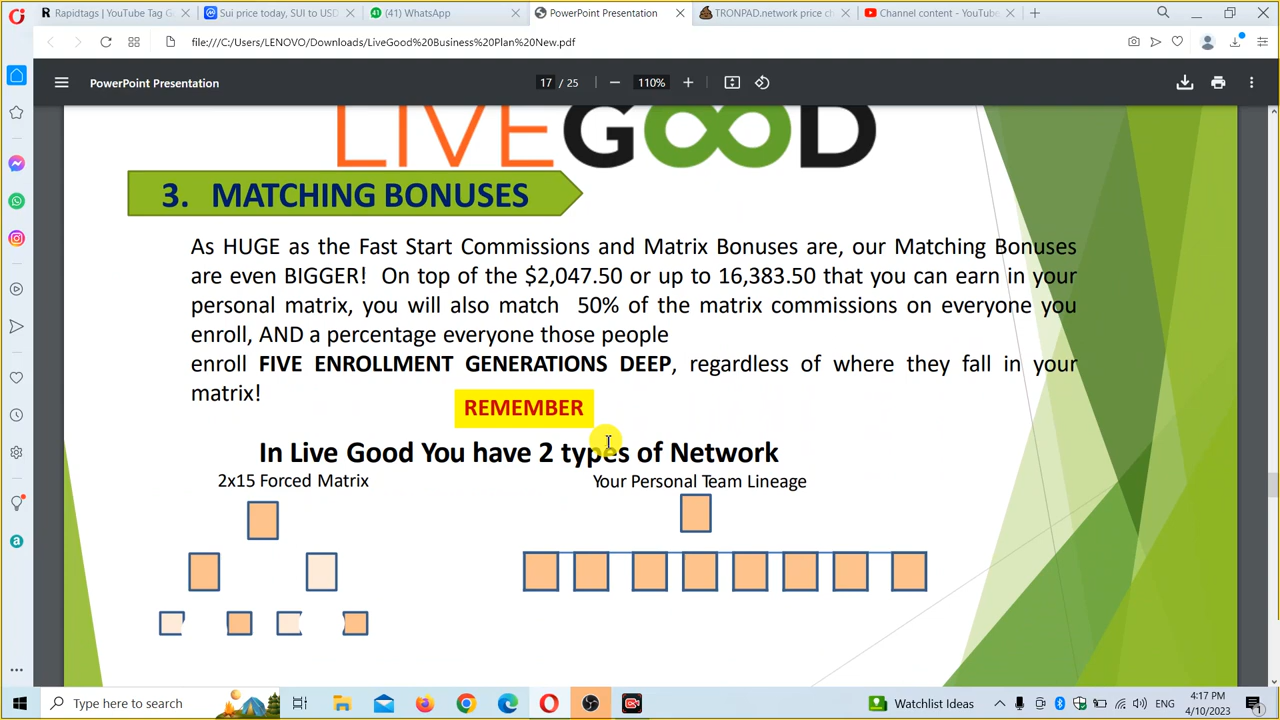 Rapidtags | YouTube Tag G
Sui price today, SUI to USD
(41) WhatsApp
PowerPoint Presentation
TRONPAD.network price ch
Channel content - YouTube
file:///C:/Users/LENOVO/Downloads/LiveGood%20Business%20Plan%20New.pdf
PowerPoint Presentation
17 / 25
110%
LIVEGOOD
3. MATCHING BONUSES
As HUGE as the Fast Start Commissions and Matrix Bonuses are, our Matching Bonuses
are even BIGGER! On top of the $2,047.50 or up to 16,383.50 that you can earn in your
personal matrix, you will also match 50% of the matrix commissions on everyone you
enroll, AND a percentage everyone those people
enroll FIVE ENROLLMENT GENERATIONS DEEP, regardless of where they fall in your
matrix!
REMEMBER
In Live Good You have 2 types of Network
2x15 Forced Matrix
Your Personal Team Lineage
Type here to search
Watchlist Ideas
ENG
4:17 PM
4/10/2023
1